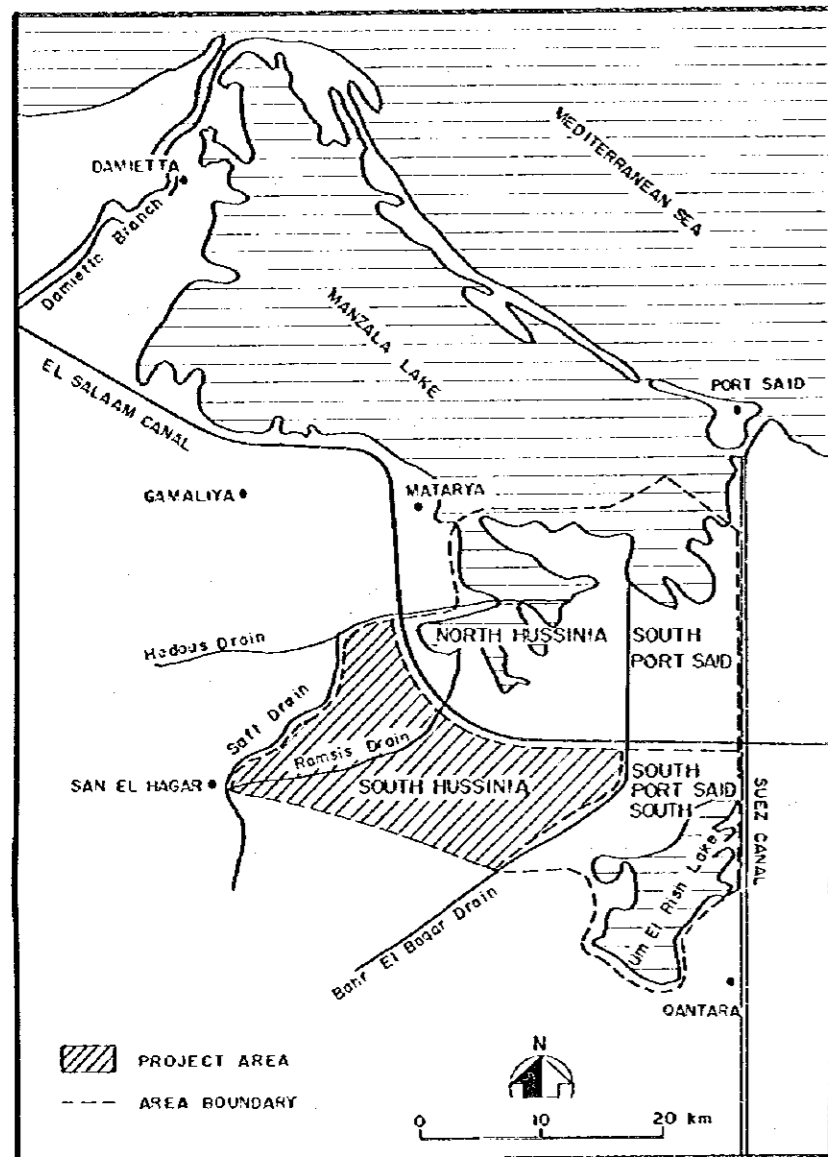 MEDITERRANEAN SEA
DAMIETTA
Damietta Branch
MANZALA LAKE
EL SALAAM CANAL
PORT SAID
GAMALIYA
MATARYA
NORTH HUSSINIA
SOUTH
PORT SAID
Hadous Drain
Saft Drain
Ramsis Drain
SAN EL HAGAR
SOUTH HUSSINIA
SOUTH
PORT SAID
SOUTH
SUEZ CANAL
Um El Rish Lake
Bahr El Baqar Drain
QANTARA
PROJECT AREA
AREA BOUNDARY
N
0 10 20 km